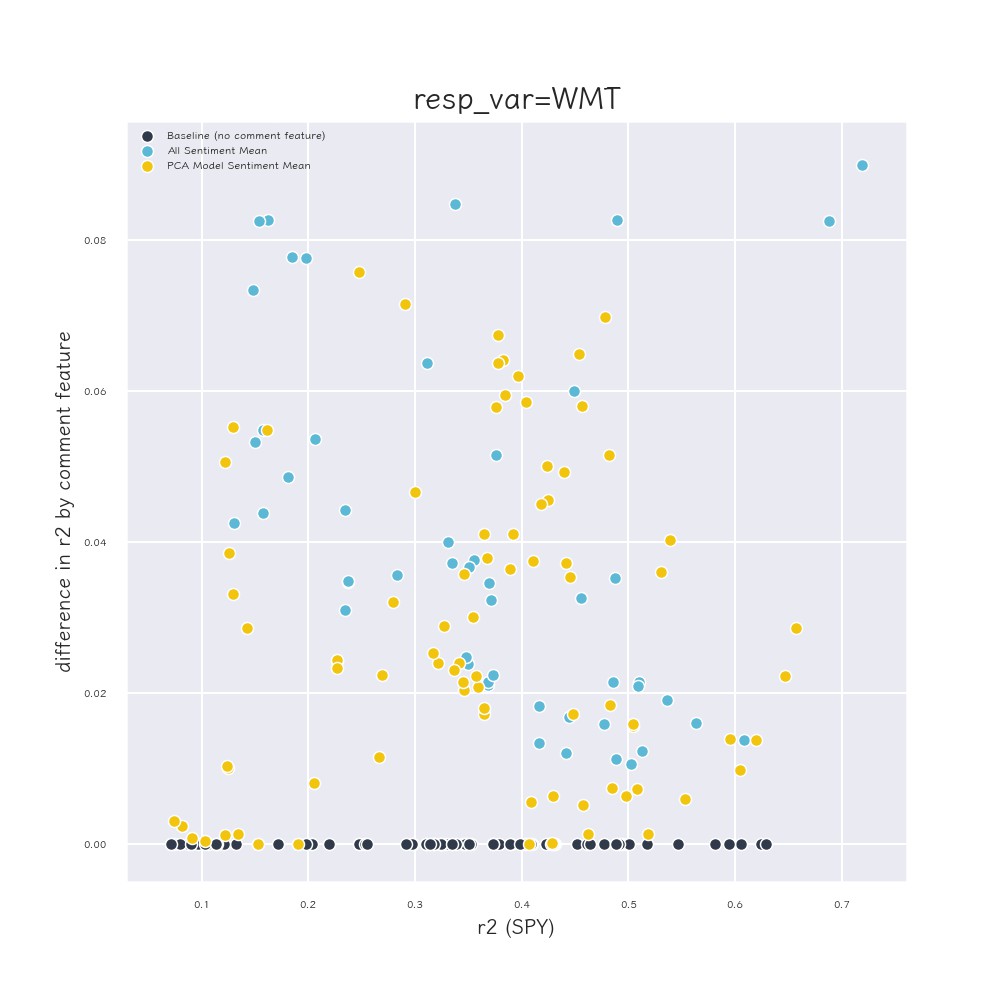 resp_var=WMT
Baseline (no comment feature)
All Sentiment Mean
PCA Model Sentiment Mean
difference in r2 by comment feature
0.08
0.06
0.04
0.02
0.00
0.1 0.2 0.3 0.4 0.5 0.6 0.7
r2 (SPY)